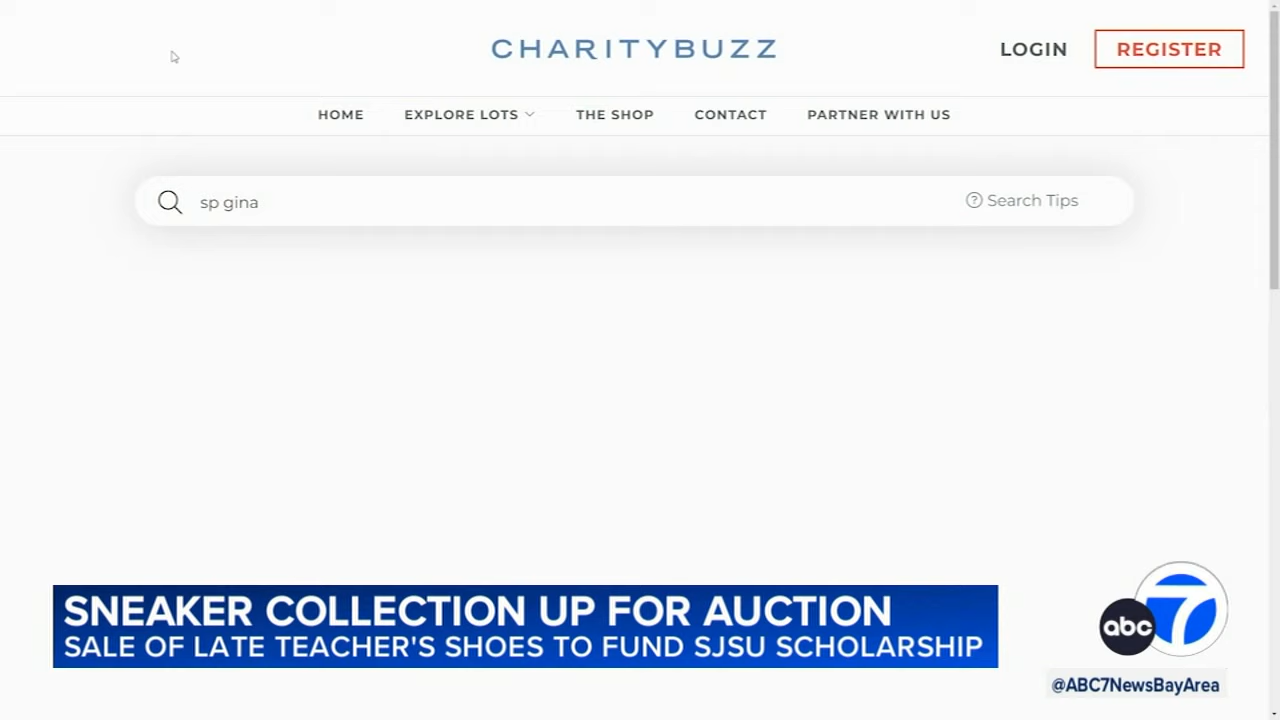 CHARITYBUZZ
LOGIN
REGISTER
HOME
EXPLORE LOTS
THE SHOP
CONTACT
PARTNER WITH US
sp gina
? Search Tips
SNEAKER COLLECTION UP FOR AUCTION
SALE OF LATE TEACHER'S SHOES TO FUND SJSU SCHOLARSHIP
abc 7
@ABC7NewsBayArea